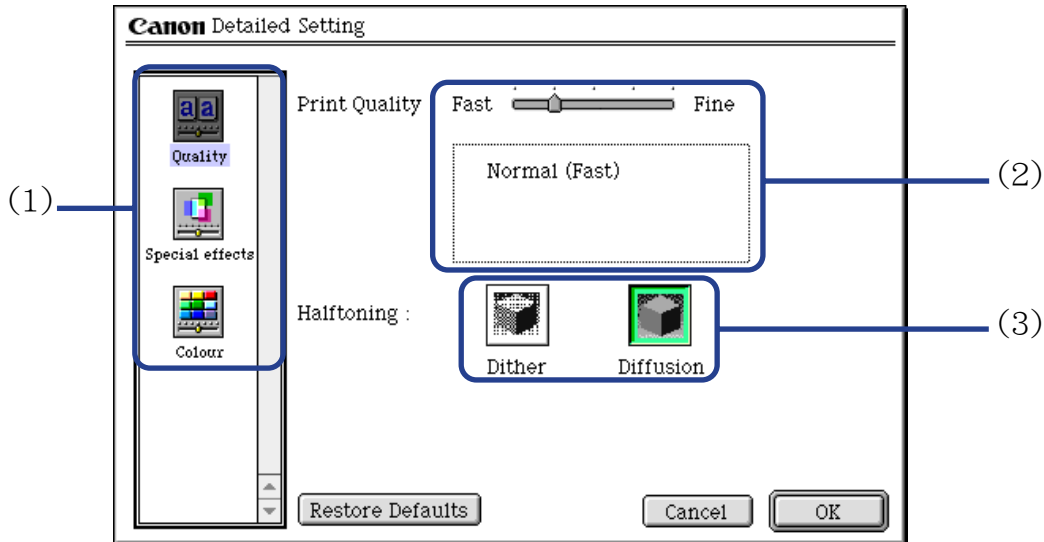 Canon Detailed Setting
(1)
aa
Quality
Special effects
Colour
Print Quality
Fast
Fine
Normal (Fast)
(2)
Halftoning :
Dither
Diffusion
(3)
Restore Defaults
Cancel
OK